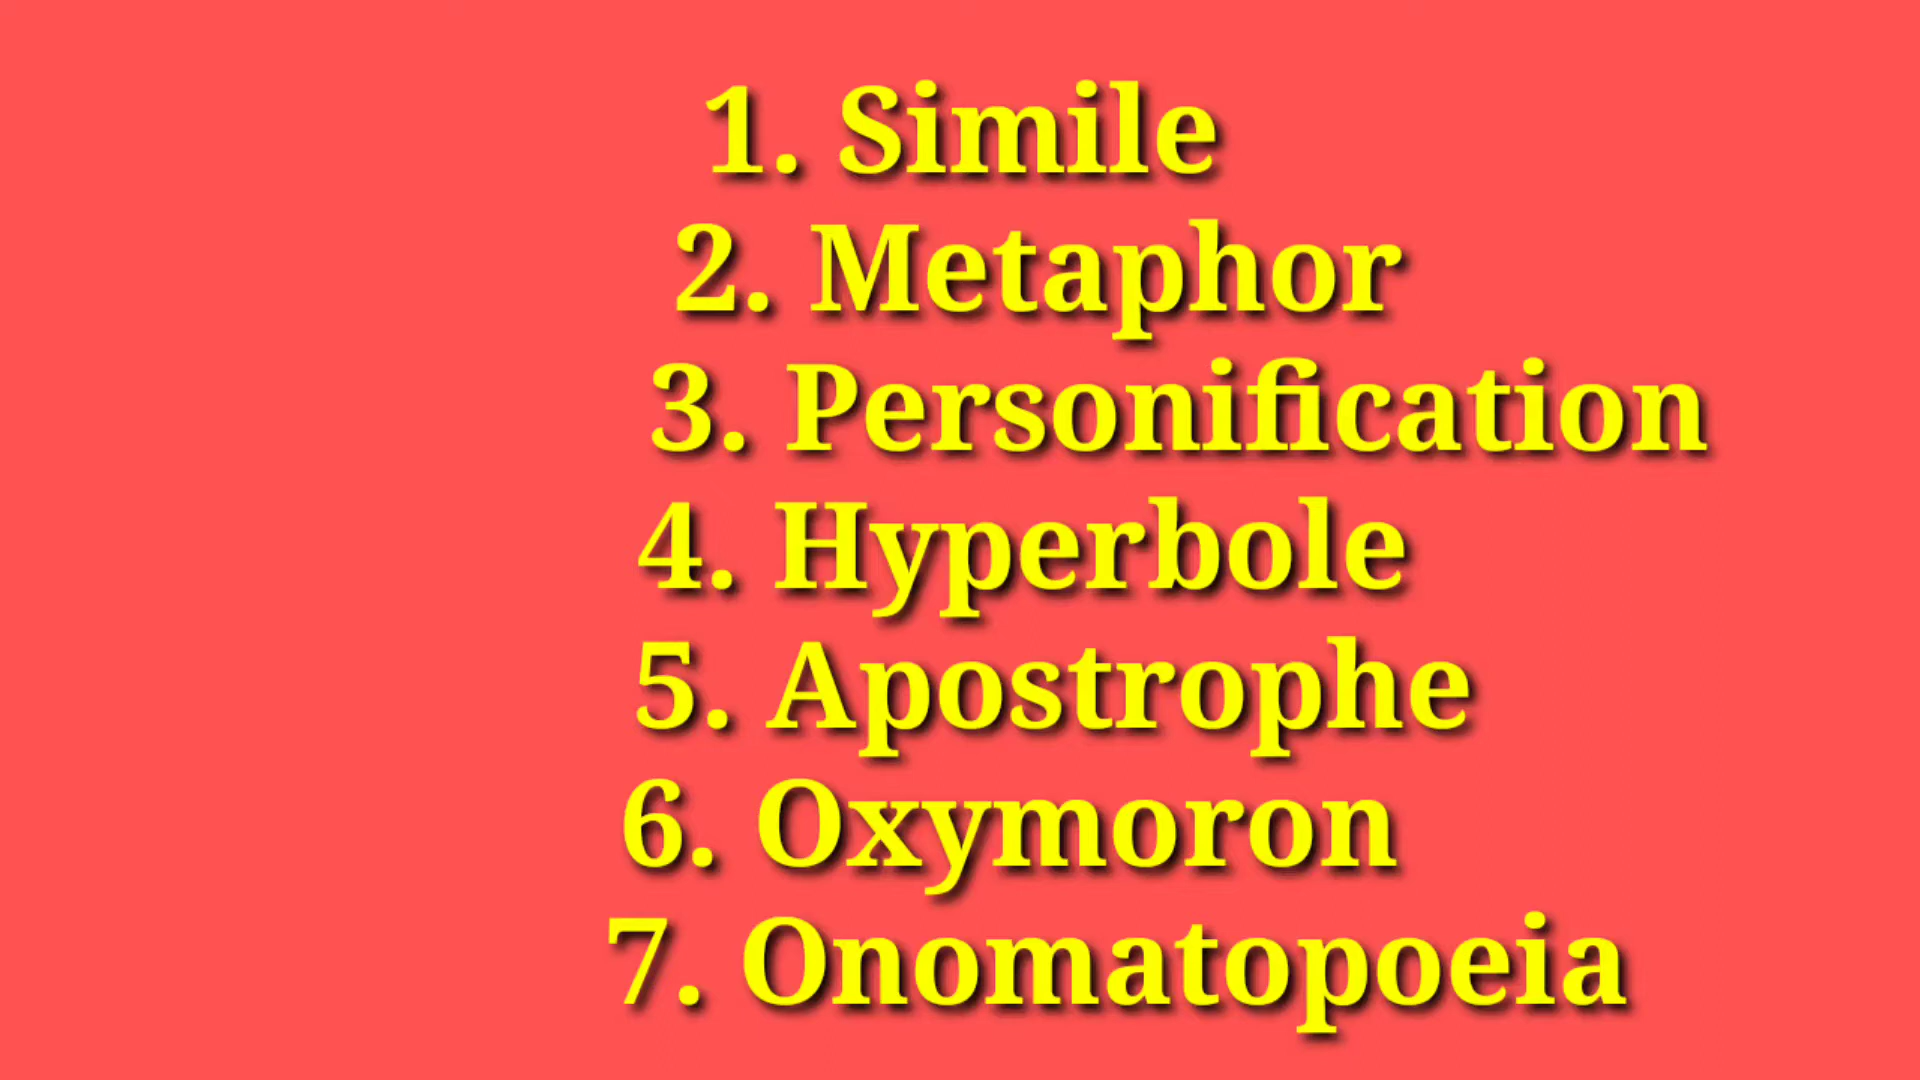 1. Simile
2. Metaphor
3. Personification
4. Hyperbole
5. Apostrophe
6. Oxymoron
7. Onomatopoeia